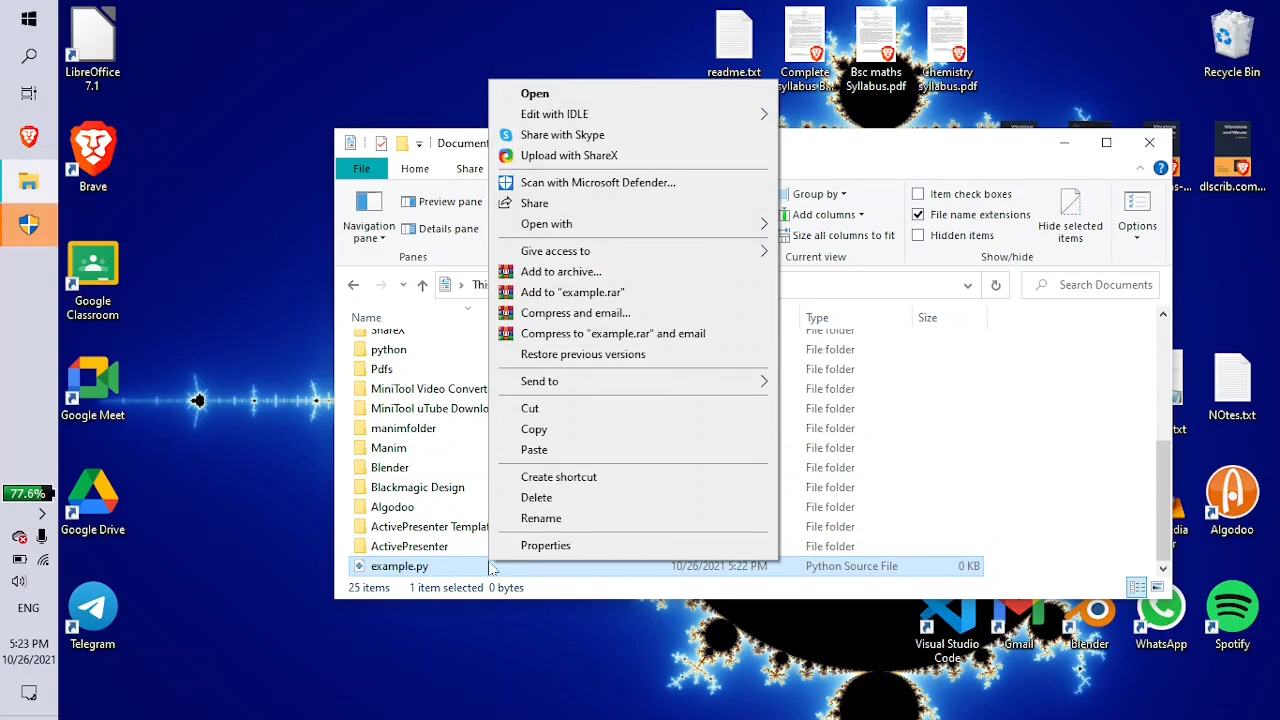 LibreOffice
7.1
Brave
Google
Classroom
Google Meet
Google Drive
Telegram
77.6%
ENG
5:23 PM
10/26/2021
readme.txt
Complete
Bsc maths
Syllabus.pdf
Chemistry
syllabus.pdf
Recycle Bin
dlscrib.com...
NOtes.txt
Algodoo
Visual Studio
Code
Gmail
blender
WhatsApp
Spotify
File
Home
Share
Navigation
pane
Preview pane
Details pane
Panes
Group by
Add columns
Size all columns to fit
Current view
Item check boxes
File name extensions
Hidden items
Hide selected
items
Show/hide
Options
Search Documents
Name
Type
Size
ShareX
File folder
python
File folder
Pdfs
File folder
MiniTool Video Convert
File folder
MiniTool uTube Downlo
File folder
manimfolder
File folder
Manim
File folder
Blender
File folder
Blackmagic Design
File folder
Algodoo
File folder
ActivePresenter Templat
File folder
ActivePresenter
File folder
example.py
10/26/2021 5:22 PM
Python Source File
0 KB
25 items
1 item selected
0 bytes
Open
Edit with IDLE
Share with Skype
Upload with ShareX
Scan with Microsoft Defender...
Share
Open with
Give access to
Add to archive...
Add to "example.rar"
Compress and email...
Compress to "example.rar" and email
Restore previous versions
Send to
Cut
Copy
Paste
Create shortcut
Delete
Rename
Properties